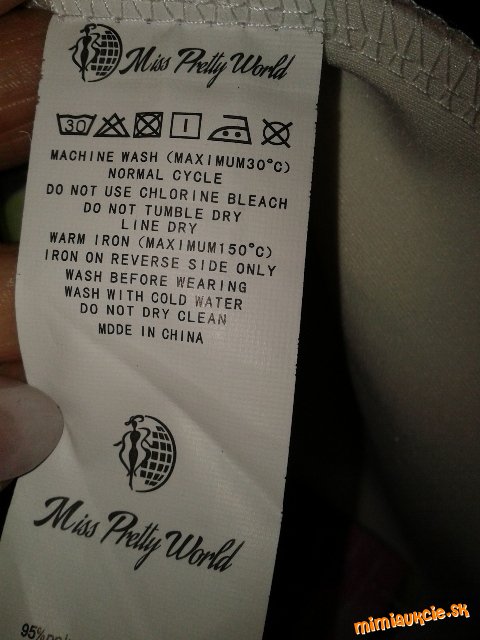 Miss Pretty World
30
MACHINE WASH (MAXIMUM30°C)
NORMAL CYCLE
DO NOT USE CHLORINE BLEACH
DO NOT TUMBLE DRY
LINE DRY
WARM IRON (MAXIMUM150°C)
IRON ON REVERSE SIDE ONLY
WASH BEFORE WEARING
WASH WITH COLD WATER
DO NOT DRY CLEAN
MDDE IN CHINA
Miss Pretty World
95%
mimiaukcie.sk